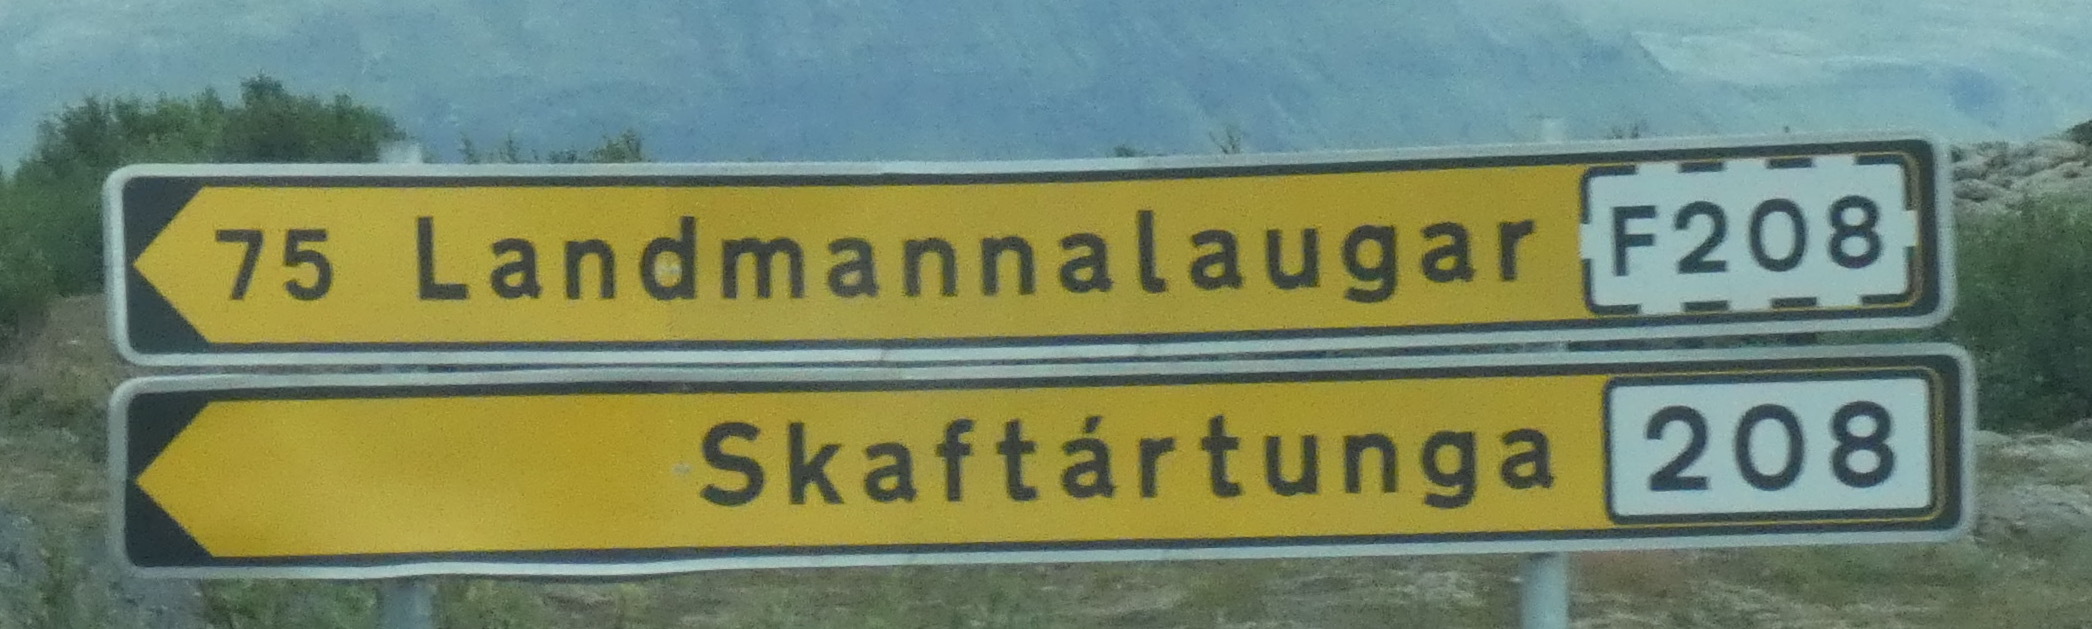 75 Landmannalaugar F208
Skaftártunga 208